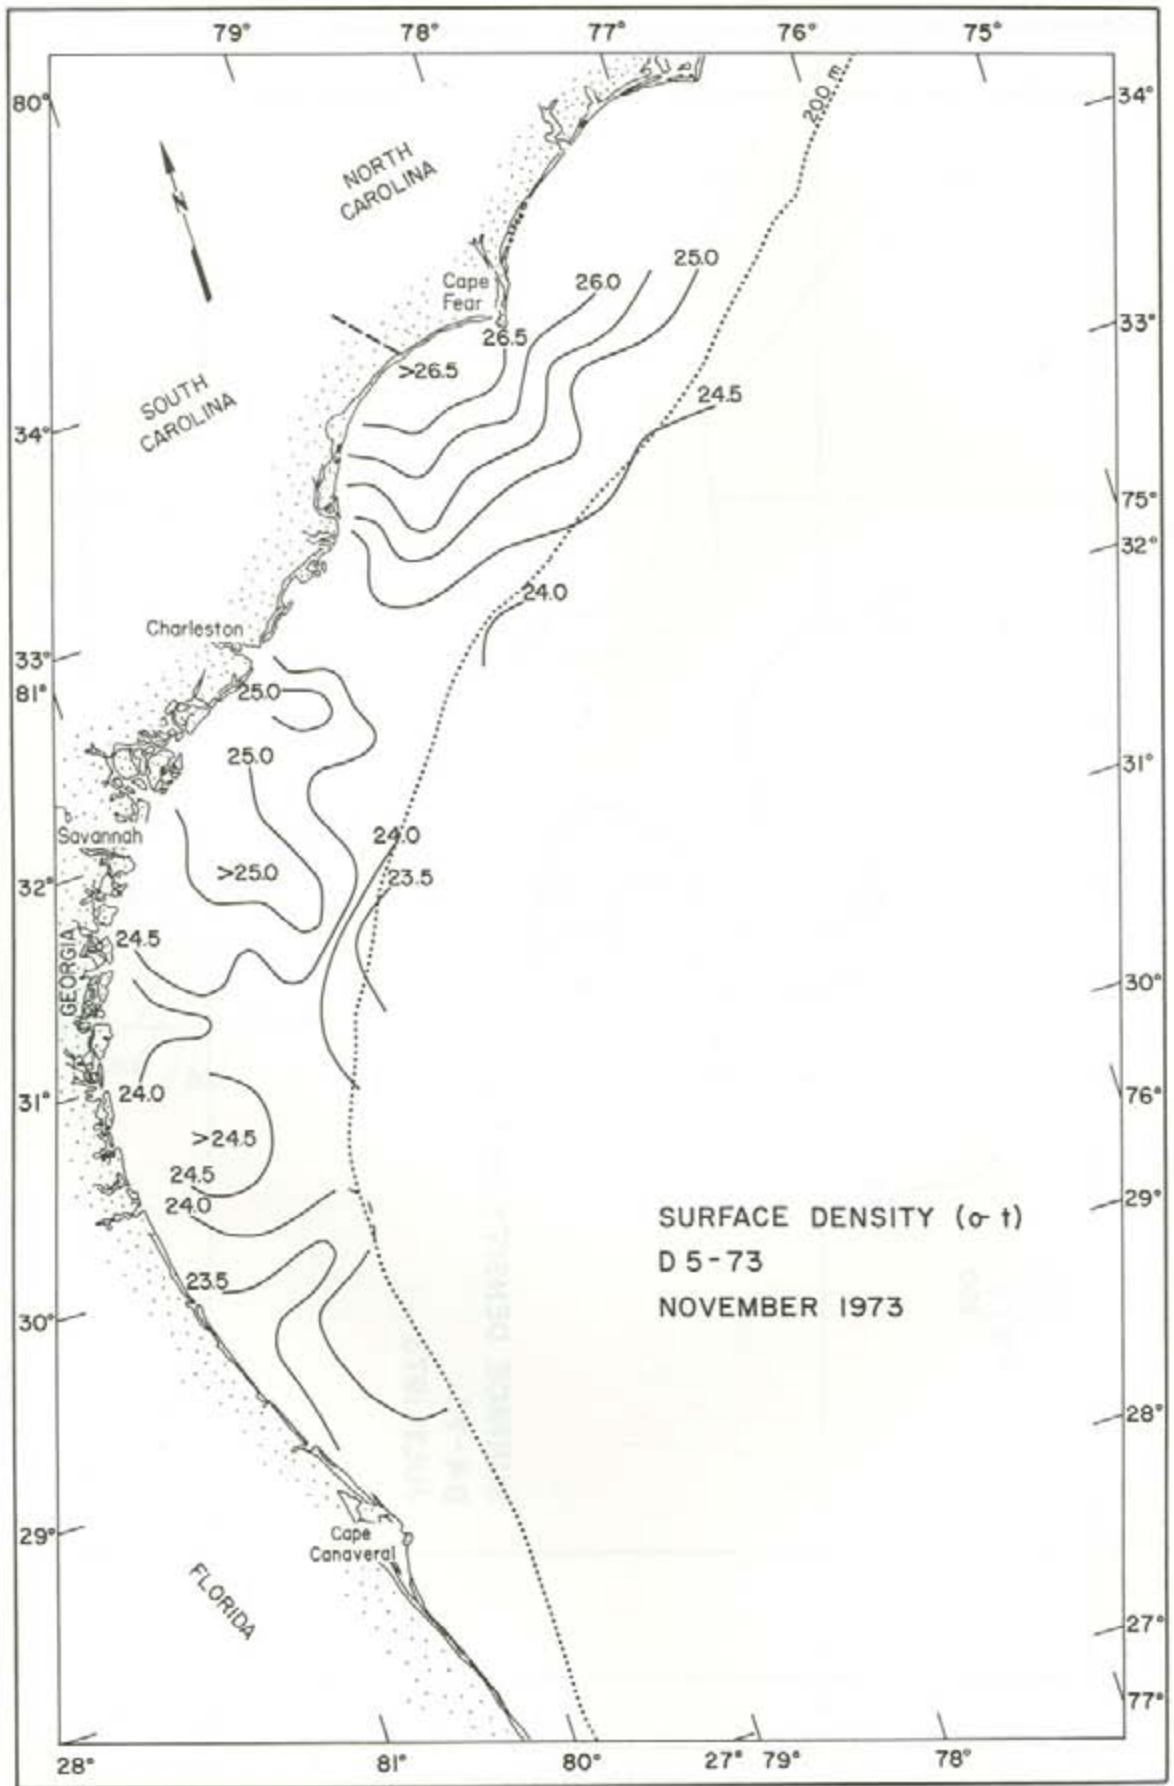 79° 78° 77° 76° 75°
80°
34°
200 m
N
NORTH
CAROLINA
Cape
Fear
26.0
25.0
33°
26.5
>26.5
SOUTH
CAROLINA
24.5
34°
75°
32°
24.0
Charleston
33°
81°
25.0
25.0
31°
Savannah
24.0
>25.0
23.5
32°
24.5
GEORGIA
30°
24.0
31°
76°
>24.5
24.5
24.0
29°
SURFACE DENSITY (σ t)
D 5-73
NOVEMBER 1973
23.5
30°
28°
29°
Cape
Canaveral
FLORIDA
27°
77°
28° 81° 80° 27° 79° 78°